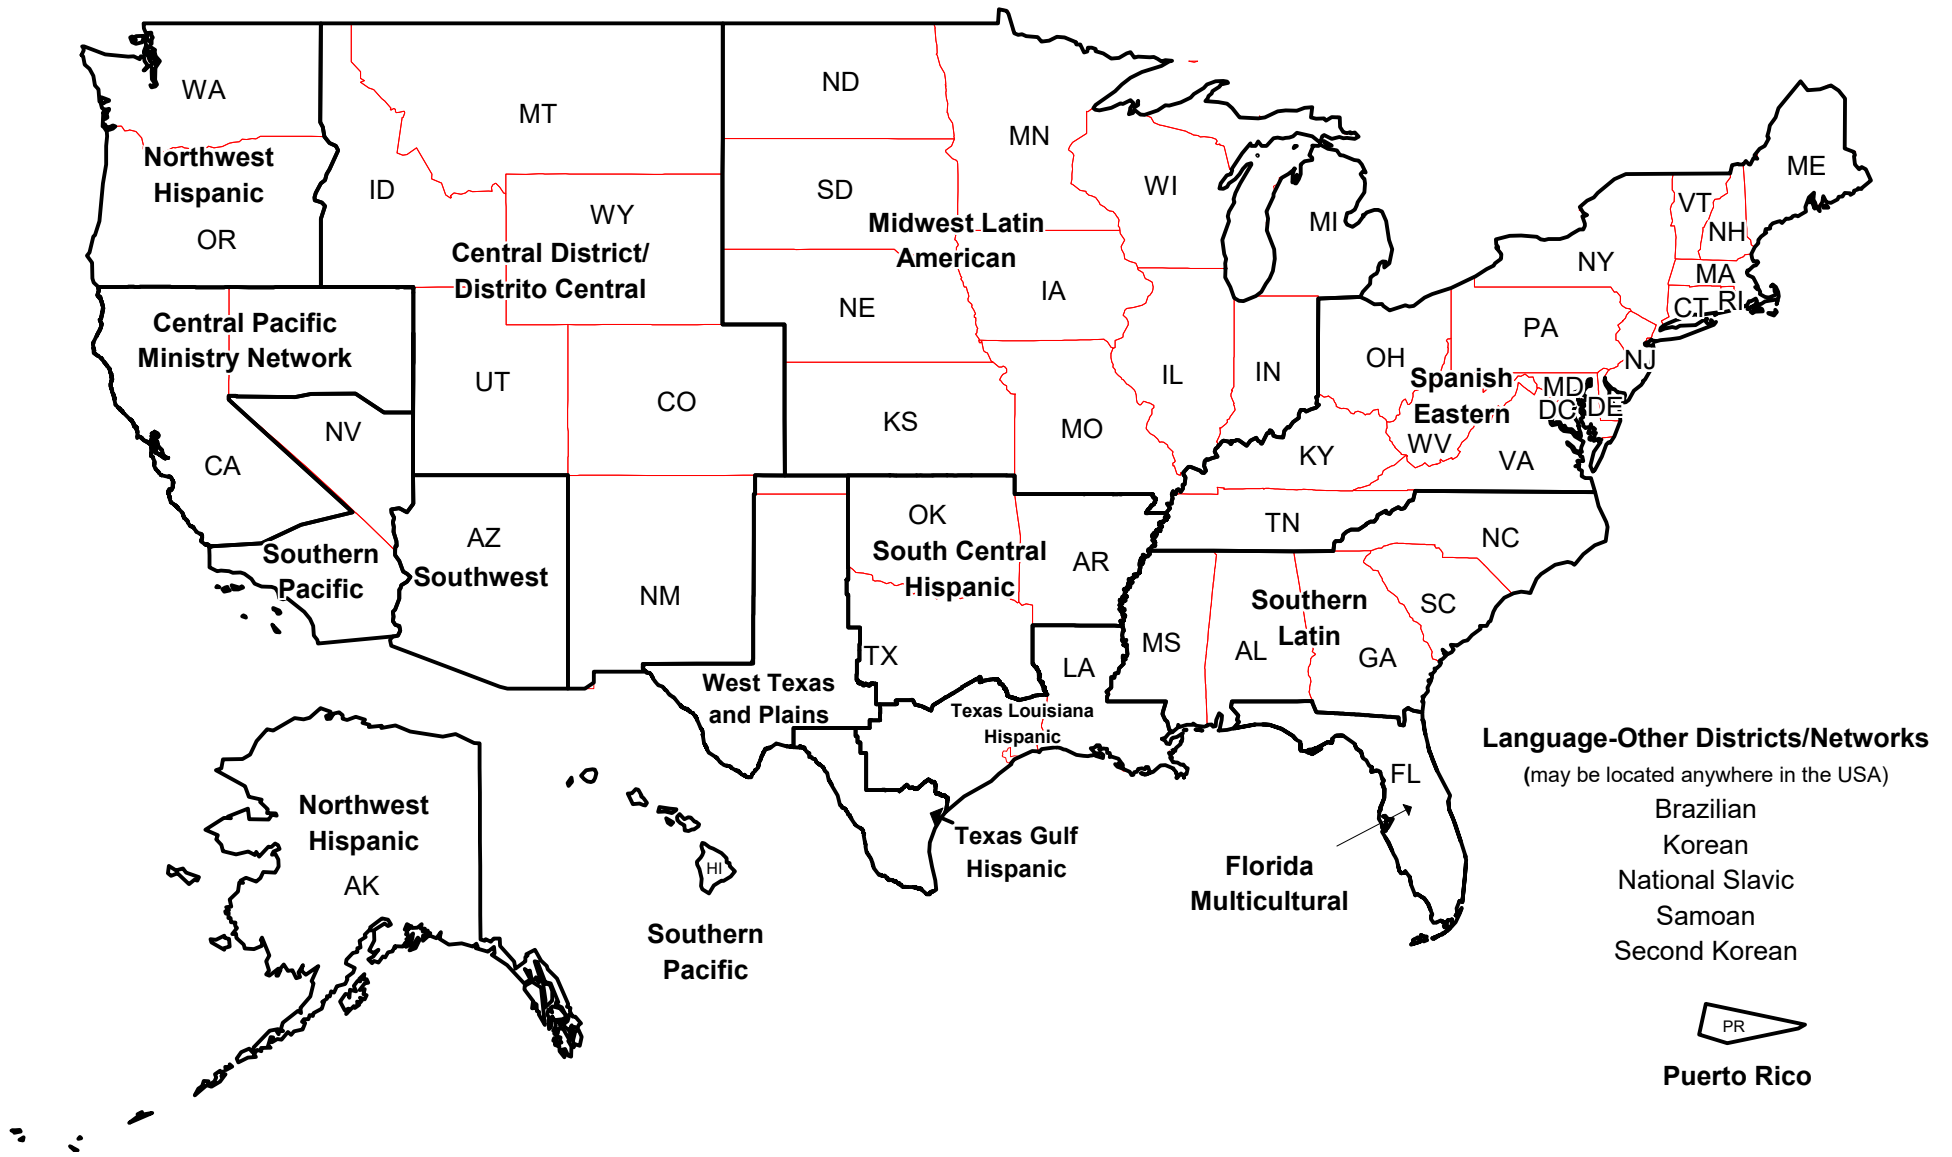 WA
MT
ND
MN
Northwest
Hispanic
ID
WY
SD
WI
MI
ME
VT
NH
OR
Central District/
Distrito Central
Midwest Latin
American
NY
MA
CT
RI
Central Pacific
Ministry Network
NE
IA
PA
NJ
UT
CO
IL
IN
OH
Spanish
Eastern
MD
DC
DE
NV
KS
MO
KY
WV
VA
CA
AZ
Southwest
OK
South Central
Hispanic
AR
TN
NC
Southern
Pacific
NM
Southern
Latin
SC
TX
LA
MS
AL
GA
West Texas
and Plains
Texas Louisiana
Hispanic
FL
Language-Other Districts/Networks
(may be located anywhere in the USA)
Brazilian
Korean
National Slavic
Samoan
Second Korean
Northwest
Hispanic
AK
HI
Southern
Pacific
Texas Gulf
Hispanic
Florida
Multicultural
PR
Puerto Rico